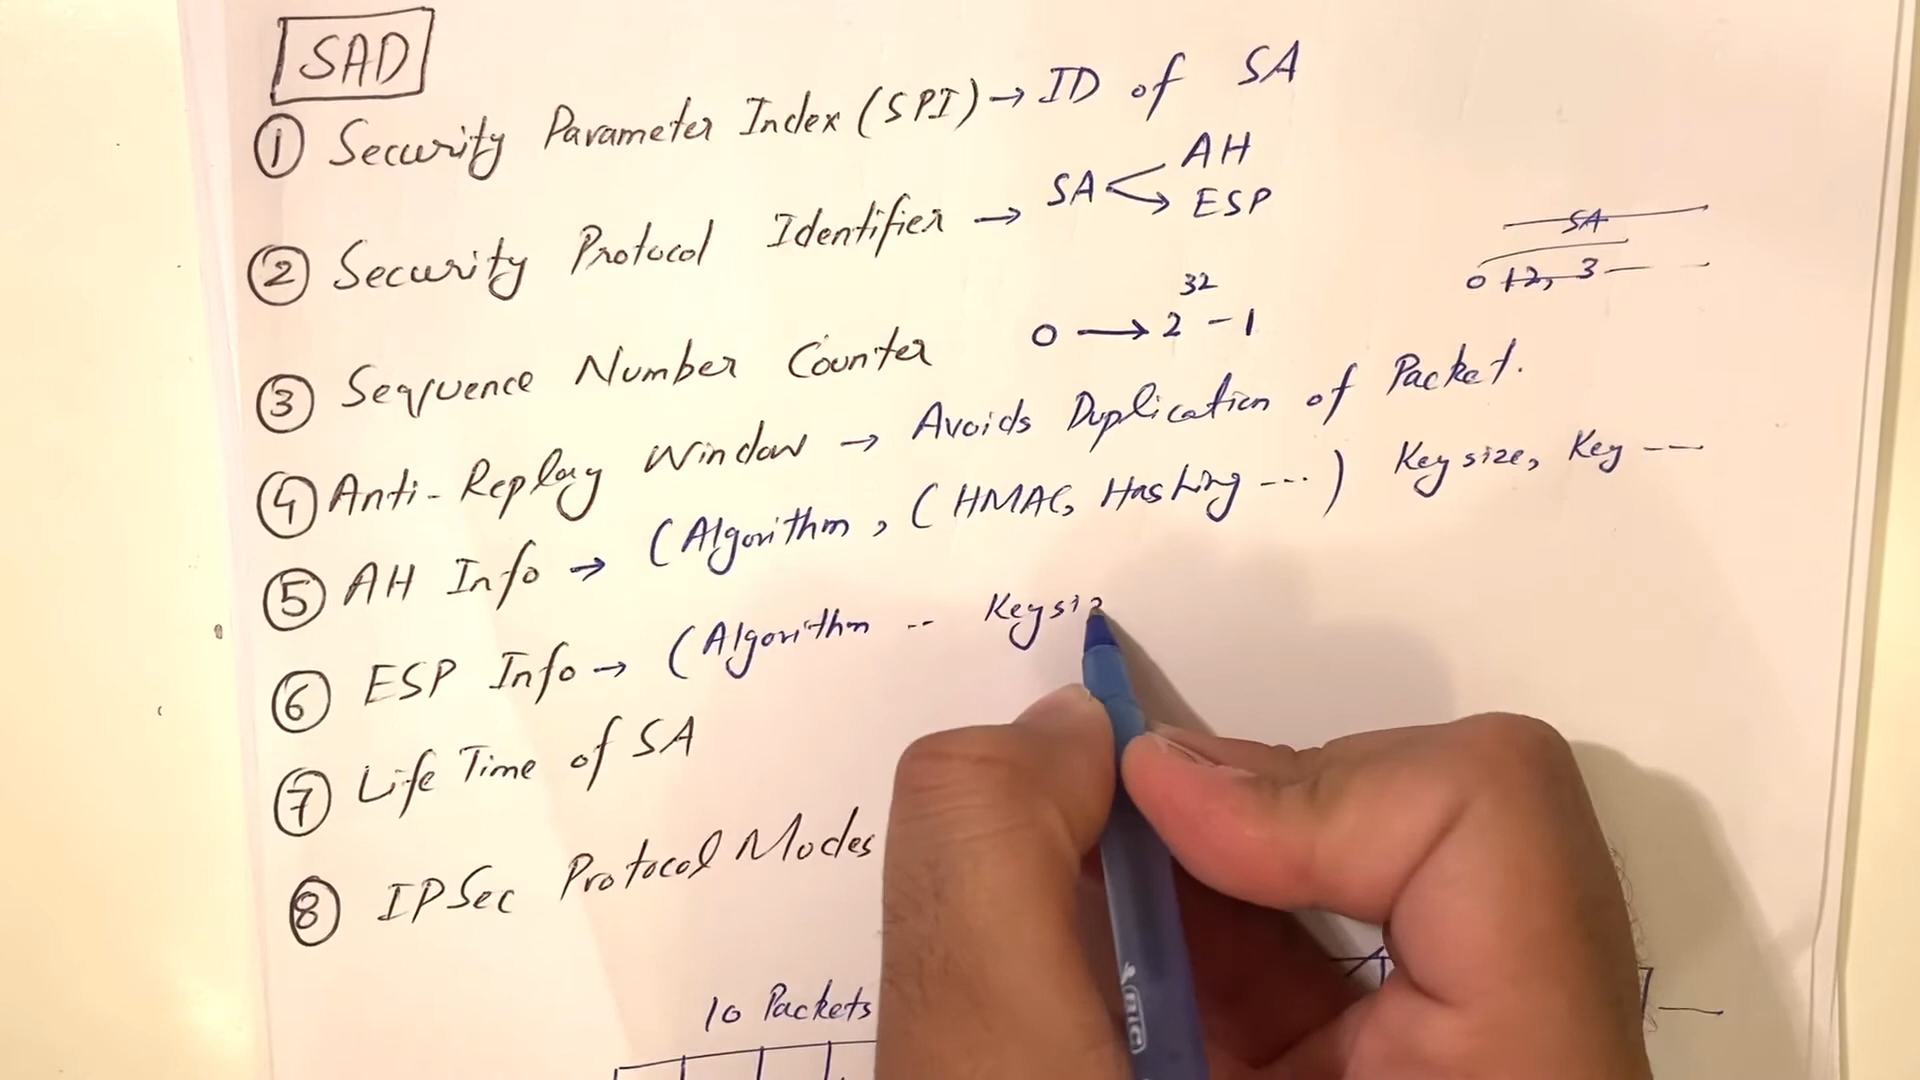 SAD
① Security Parameter Index (SPI) → ID of SA
② Security Protocol Identifier → SA AH
ESP
③ Sequence Number Counter 0 → 2^32 - 1
SA
0 1 2, 3
④ Anti-Replay Window → Avoids Duplication of Packet.
⑤ AH Info → (Algorithm, (HMAC, Hashing ---) Key size, Key ---
⑥ ESP Info → (Algorithm -- Keysi
⑦ Life Time of SA
⑧ IPSec Protocol Modes
10 Packets
BIC